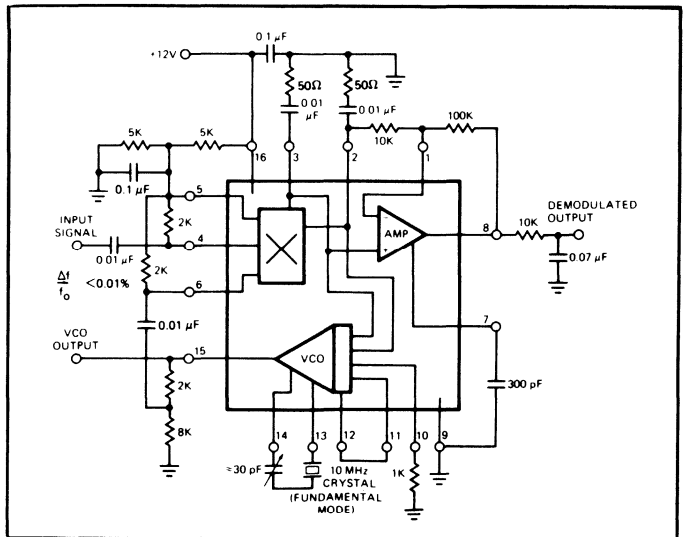 0.1 μF
+12V
50Ω
50Ω
0.01
μF
0.01 μF
5K
5K
10K
100K
16
3
2
1
0.1 μF
5
2K
INPUT
SIGNAL
4
0.01 μF
Δf
f₀
<0.01%
2K
6
AMP
-
+
8
10K
DEMODULATED
OUTPUT
0.07 μF
7
0.01 μF
VCO
OUTPUT
15
VCO
2K
8K
300 pF
14
13
12
11
10
9
≈30 pF
10 MHz
CRYSTAL
(FUNDAMENTAL
MODE)
1K